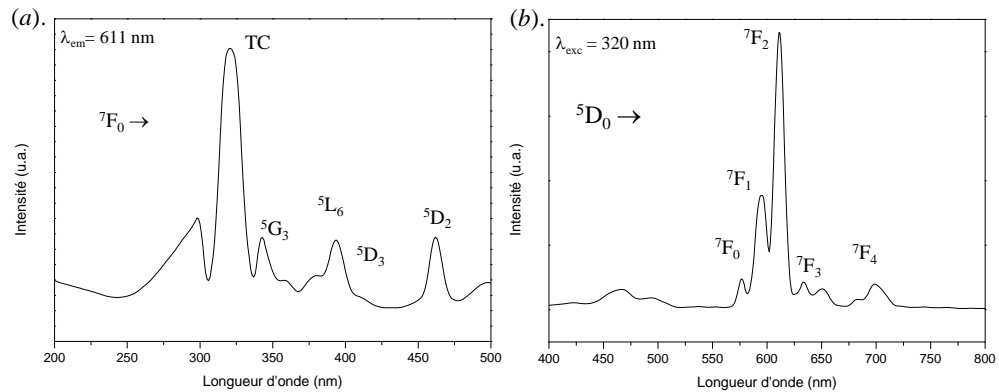 (a).
λem= 611 nm
TC
⁷F₀ →
⁵G₃
⁵L₆
⁵D₃
⁵D₂
Intensité (u.a.)
200 250 300 350 400 450 500
Longueur d'onde (nm)
(b).
λexc = 320 nm
⁷F₂
⁵D₀ →
⁷F₁
⁷F₀
⁷F₃
⁷F₄
Intensité (u.a.)
400 450 500 550 600 650 700 750 800
Longueur d'onde (nm)